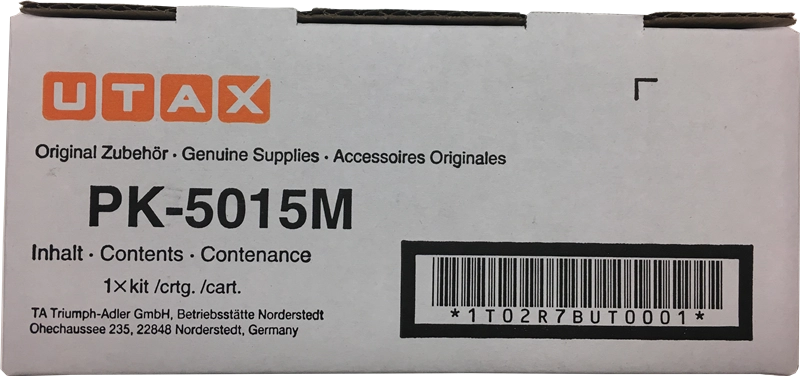 UTAX
Original Zubehör · Genuine Supplies · Accessoires Originales
PK-5015M
Inhalt · Contents · Contenance
1×kit /crtg. /cart.
TA Triumph-Adler GmbH, Betriebsstätte Norderstedt
Ohechaussee 235, 22848 Norderstedt, Germany
*1T02R7BUT0001*